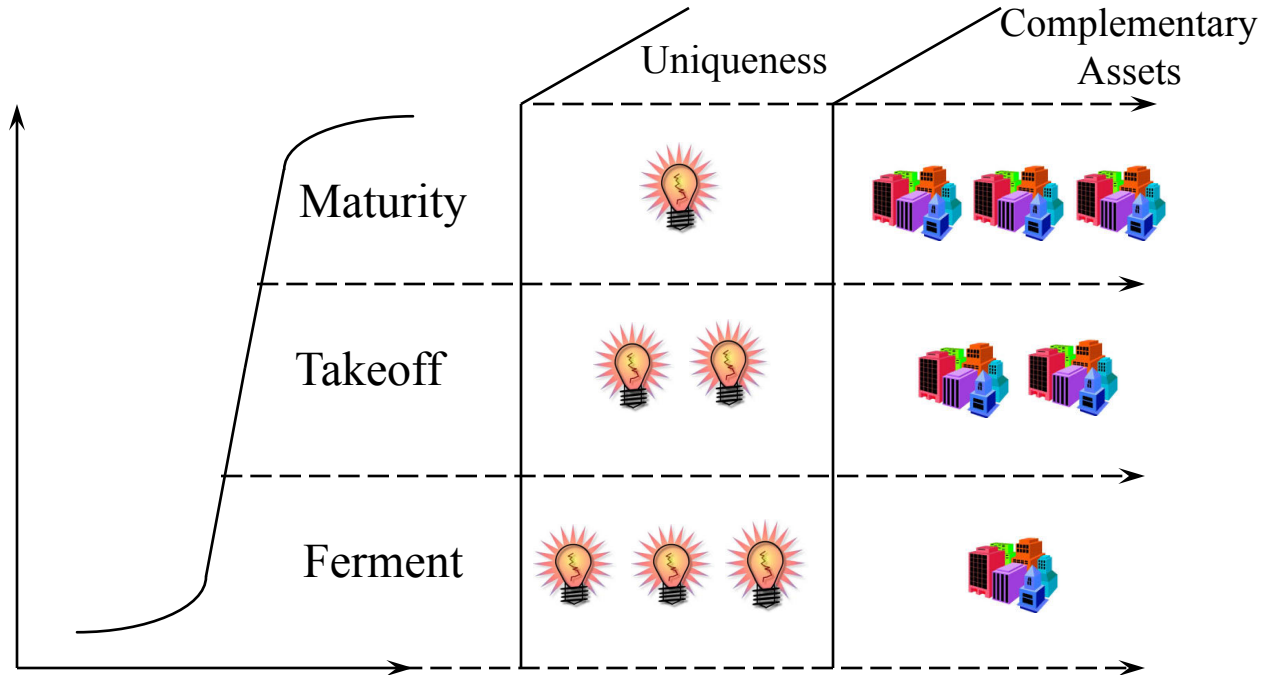 Uniqueness
Complementary
Assets
Maturity
Takeoff
Ferment